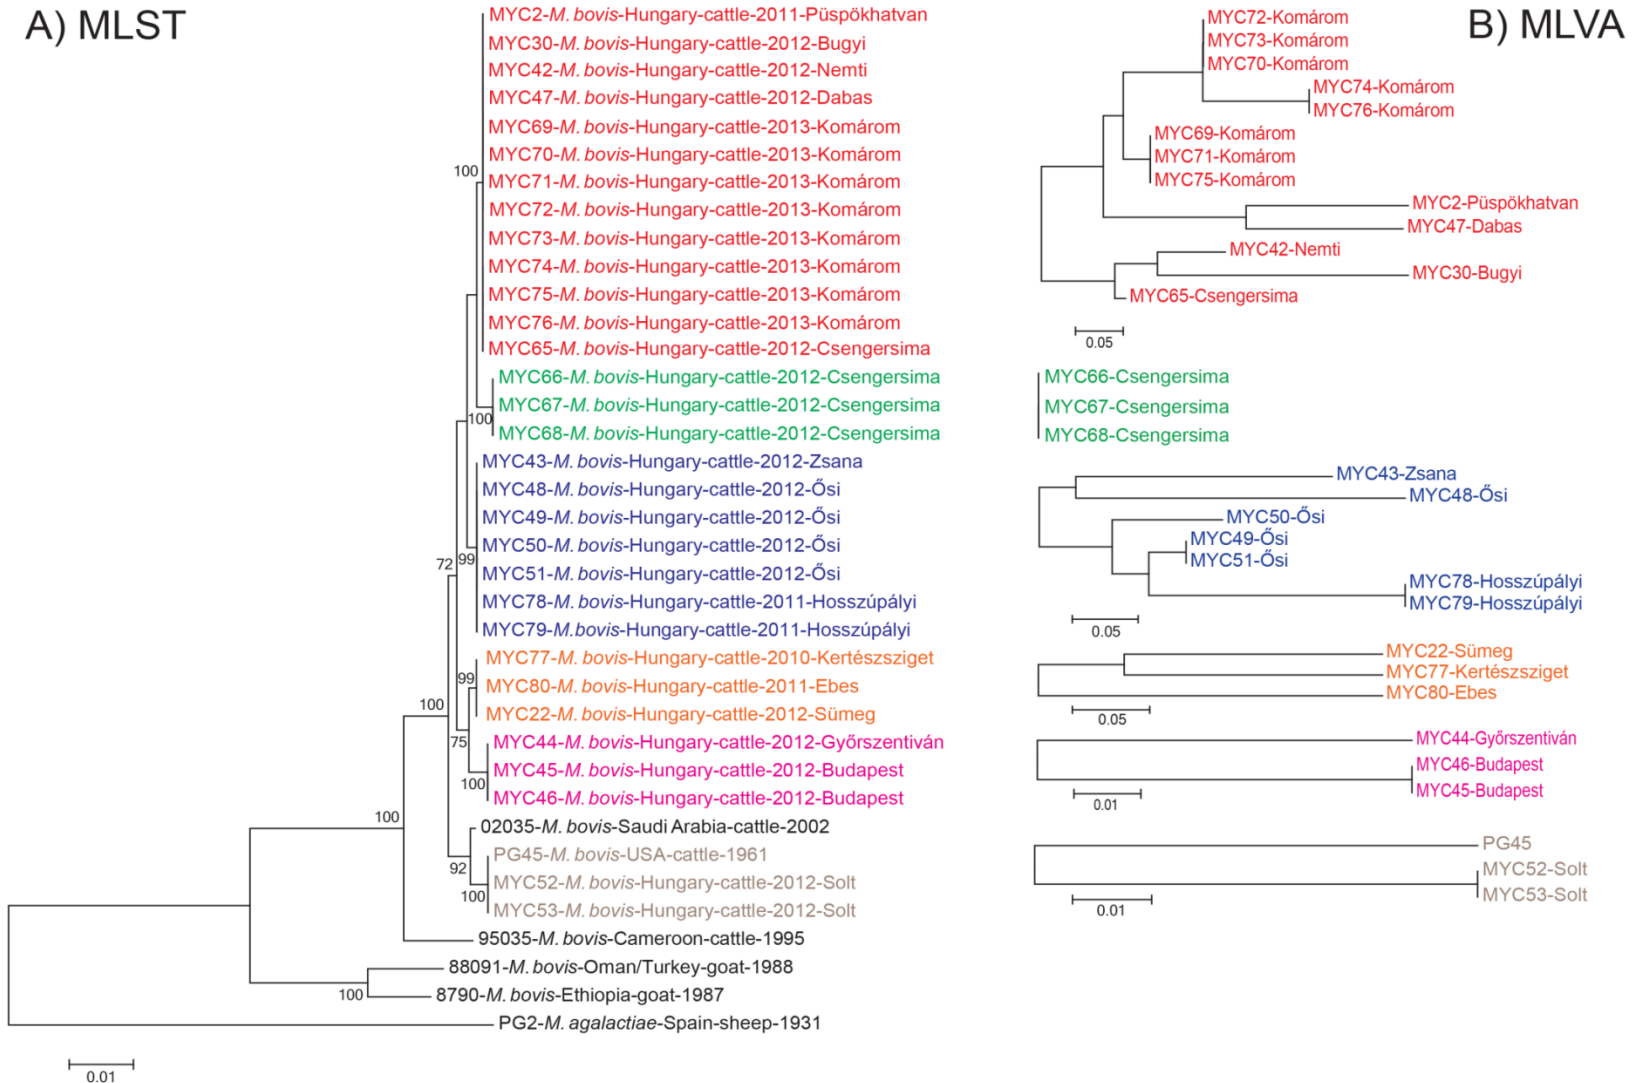 A) MLST
MYC2-M. bovis-Hungary-cattle-2011-Püspökhatvan
MYC30-M. bovis-Hungary-cattle-2012-Bugyi
MYC42-M. bovis-Hungary-cattle-2012-Nemti
MYC47-M. bovis-Hungary-cattle-2012-Dabas
MYC69-M. bovis-Hungary-cattle-2013-Komárom
100
MYC70-M. bovis-Hungary-cattle-2013-Komárom
MYC71-M. bovis-Hungary-cattle-2013-Komárom
MYC72-M. bovis-Hungary-cattle-2013-Komárom
MYC73-M. bovis-Hungary-cattle-2013-Komárom
MYC74-M. bovis-Hungary-cattle-2013-Komárom
MYC75-M. bovis-Hungary-cattle-2013-Komárom
MYC76-M. bovis-Hungary-cattle-2013-Komárom
MYC65-M. bovis-Hungary-cattle-2012-Csengersima
MYC66-M. bovis-Hungary-cattle-2012-Csengersima
MYC67-M. bovis-Hungary-cattle-2012-Csengersima
100
MYC68-M. bovis-Hungary-cattle-2012-Csengersima
MYC43-M. bovis-Hungary-cattle-2012-Zsana
MYC48-M. bovis-Hungary-cattle-2012-Ősi
MYC49-M. bovis-Hungary-cattle-2012-Ősi
MYC50-M. bovis-Hungary-cattle-2012-Ősi
72
99
MYC51-M. bovis-Hungary-cattle-2012-Ősi
MYC78-M. bovis-Hungary-cattle-2011-Hosszúpályi
MYC79-M.bovis-Hungary-cattle-2011-Hosszúpályi
MYC77-M. bovis-Hungary-cattle-2010-Kertészsziget
99
MYC80-M. bovis-Hungary-cattle-2011-Ebes
100
MYC22-M. bovis-Hungary-cattle-2012-Sümeg
75
MYC44-M. bovis-Hungary-cattle-2012-Győrszentiván
MYC45-M. bovis-Hungary-cattle-2012-Budapest
100
MYC46-M. bovis-Hungary-cattle-2012-Budapest
100
02035-M. bovis-Saudi Arabia-cattle-2002
PG45-M. bovis-USA-cattle-1961
92
MYC52-M. bovis-Hungary-cattle-2012-Solt
100
MYC53-M. bovis-Hungary-cattle-2012-Solt
95035-M. bovis-Cameroon-cattle-1995
88091-M. bovis-Oman/Turkey-goat-1988
100
8790-M. bovis-Ethiopia-goat-1987
PG2-M. agalactiae-Spain-sheep-1931
0.01
B) MLVA
MYC72-Komárom
MYC73-Komárom
MYC70-Komárom
MYC74-Komárom
MYC76-Komárom
MYC69-Komárom
MYC71-Komárom
MYC75-Komárom
MYC2-Püspökhatvan
MYC47-Dabas
MYC42-Nemti
MYC30-Bugyi
MYC65-Csengersima
0.05
MYC66-Csengersima
MYC67-Csengersima
MYC68-Csengersima
MYC43-Zsana
MYC48-Ősi
MYC50-Ősi
MYC49-Ősi
MYC51-Ősi
MYC78-Hosszúpályi
MYC79-Hosszúpályi
0.05
MYC22-Sümeg
MYC77-Kertészsziget
MYC80-Ebes
0.05
MYC44-Győrszentiván
MYC46-Budapest
MYC45-Budapest
0.01
PG45
MYC52-Solt
MYC53-Solt
0.01